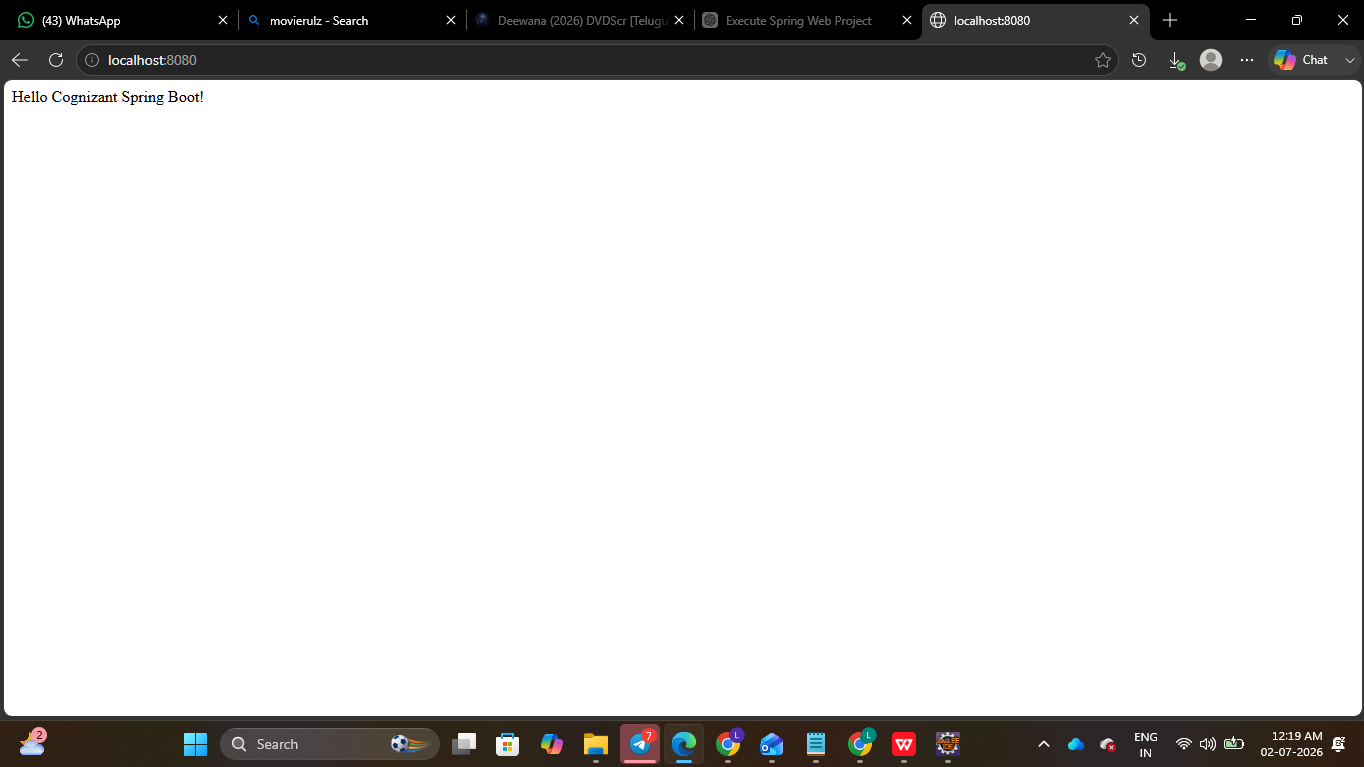 (43) WhatsApp
movierulz - Search
Deewana (2026) DVDScr [Telugu
Execute Spring Web Project
localhost:8080
localhost:8080
Chat
Hello Cognizant Spring Boot!
2
Search
7
L
L
ENG
IN
12:19 AM
02-07-2026